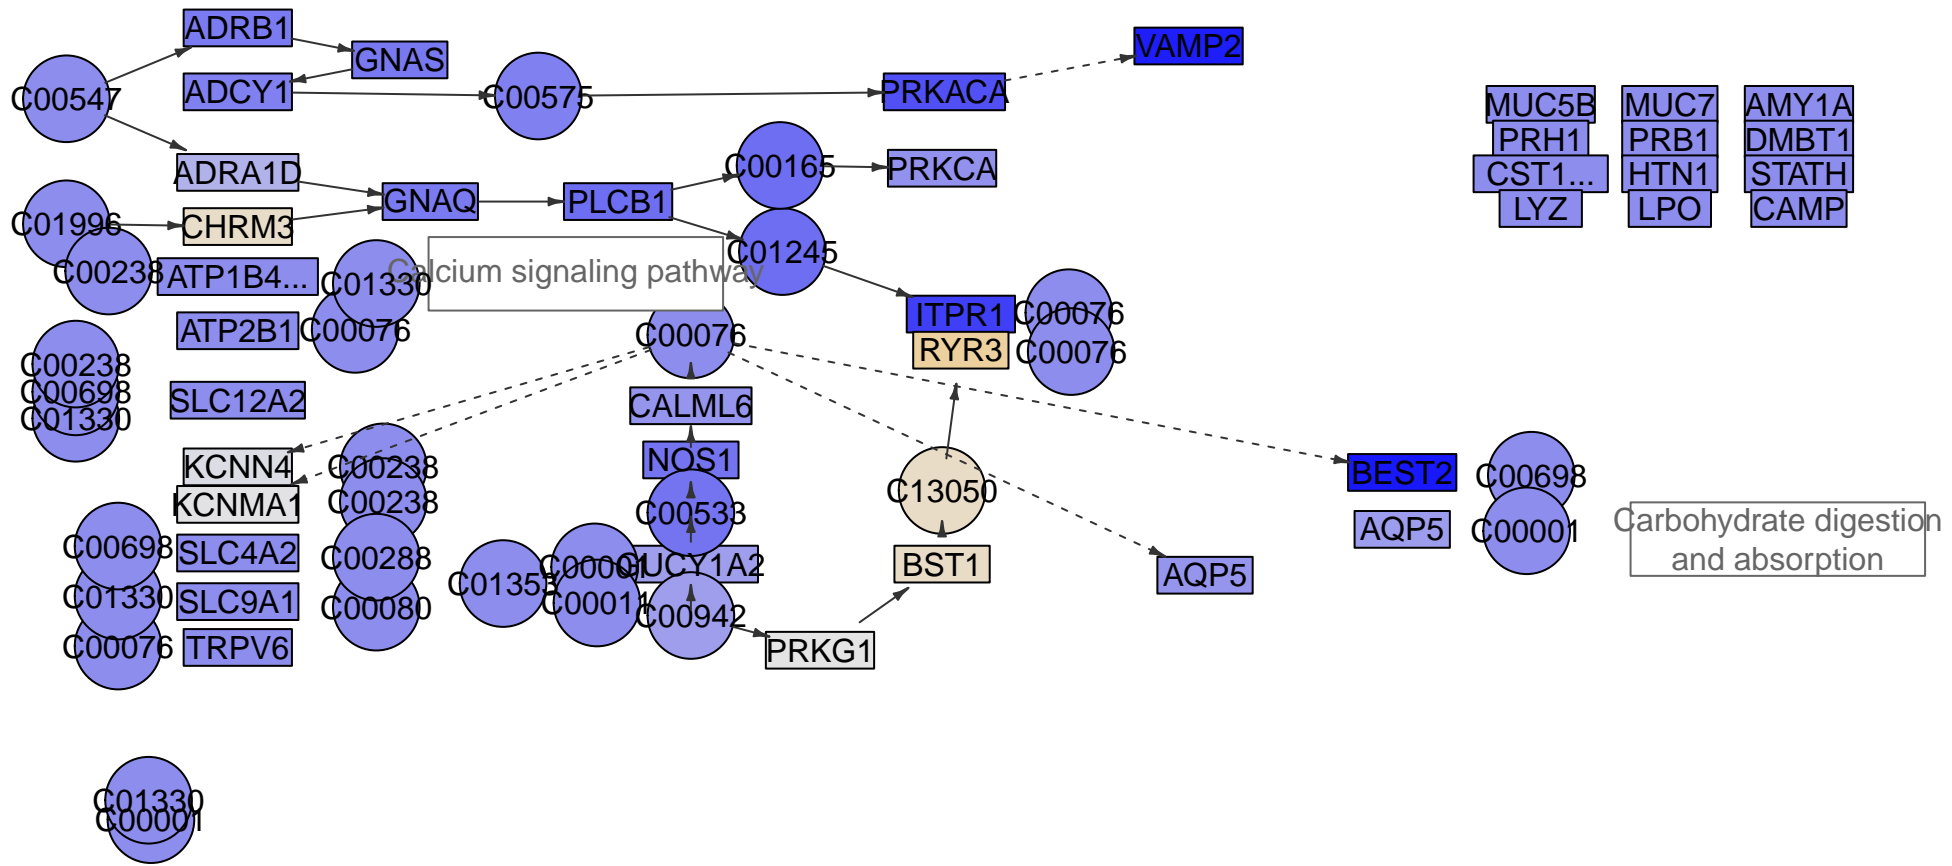 ADRB1
GNAS
VAMP2
C00547
ADCY1
C00575
PRKACA
MUC5B
MUC7
AMY1A
PRH1
PRB1
DMBT1
ADRA1D
C00165
PRKCA
CST1...
HTN1
STATH
GNAQ
PLCB1
LYZ
LPO
CAMP
C01996
CHRM3
C01245
C00238
ATP1B4...
C01330
Calcium signaling pathway
ATP2B1
C00076
C00076
ITPR1
C00076
RYR3
C00076
C00238
C00698
C01330
SLC12A2
CALML6
KCNN4
C00238
NOS1
BEST2
C00698
KCNMA1
C00238
C00533
C13050
AQP5
C00001
Carbohydrate digestion
and absorption
C00698
SLC4A2
C00288
C01353
C00001
GUCY1A2
BST1
AQP5
C01330
SLC9A1
C00080
C00011
C00942
C00076
TRPV6
PRKG1
C01330
C00001